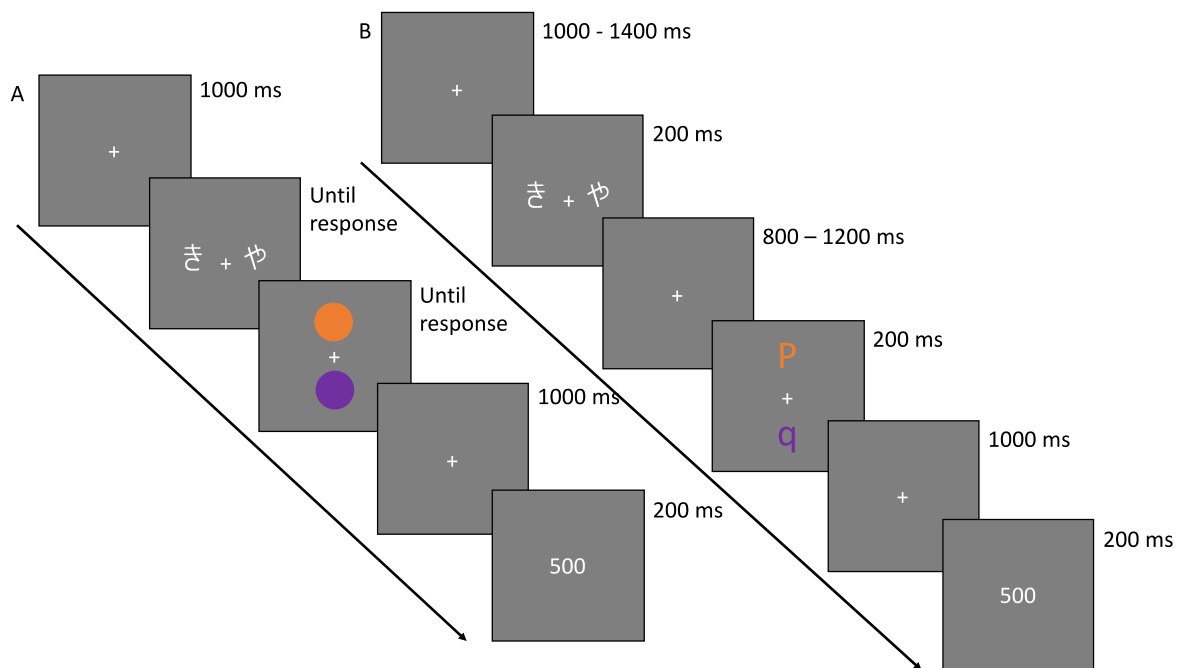 A
1000 ms
+
Until
response
き + や
Until
response
+
1000 ms
+
200 ms
500
B
1000 - 1400 ms
+
200 ms
き + や
800 – 1200 ms
+
200 ms
P
+
q
1000 ms
+
200 ms
500